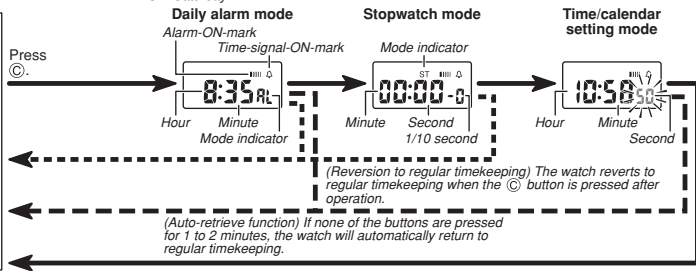 Daily alarm mode
Stopwatch mode
Time/calendar
setting mode
Alarm-ON-mark
Time-signal-ON-mark
Mode indicator
Press
Ⓒ.
8:35 AL
ST
00:00-0
10:58 50
Hour
Minute
Mode indicator
Minute
Second
1/10 second
Hour
Minute
Second
(Reversion to regular timekeeping) The watch reverts to
regular timekeeping when the Ⓒ button is pressed after
operation.
(Auto-retrieve function) If none of the buttons are pressed
for 1 to 2 minutes, the watch will automatically return to
regular timekeeping.